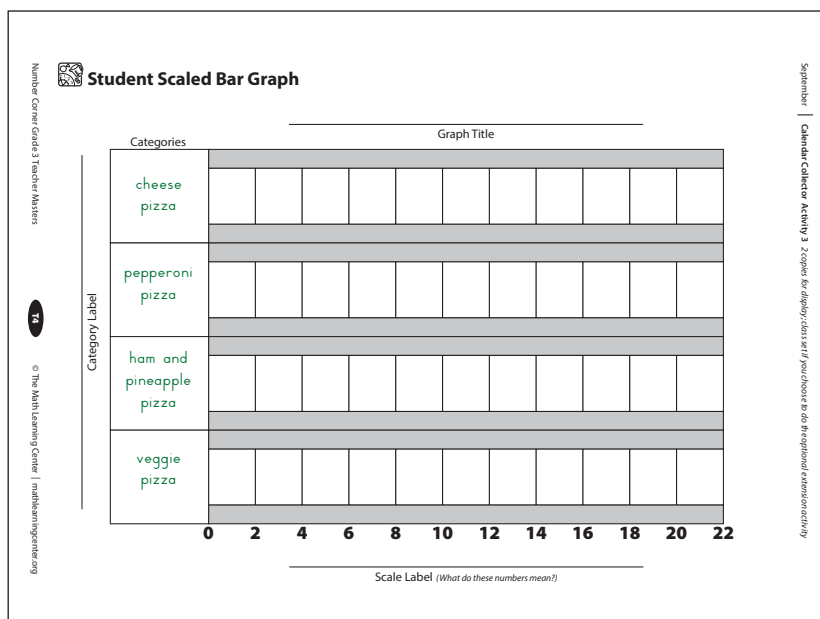 Student Scaled Bar Graph
Graph Title
Categories
cheese
pizza
pepperoni
pizza
ham and
pineapple
pizza
veggie
pizza
Category Label
0 2 4 6 8 10 12 14 16 18 20 22
Scale Label (What do these numbers mean?)
Number Corner Grade 3 Teacher Masters
T4
© The Math Learning Center | mathlearningcenter.org
September | Calendar Collector Activity 3 2 copies for display; class set if you choose to do the optional extension activity